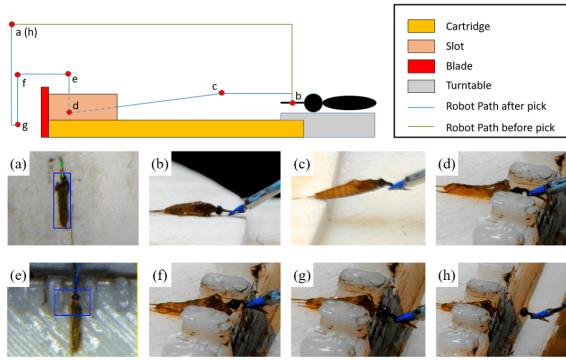 a (h)
f
e
c
b
d
g
Cartridge
Slot
Blade
Turntable
Robot Path after pick
Robot Path before pick
(a)
(b)
(c)
(d)
(e)
(f)
(g)
(h)